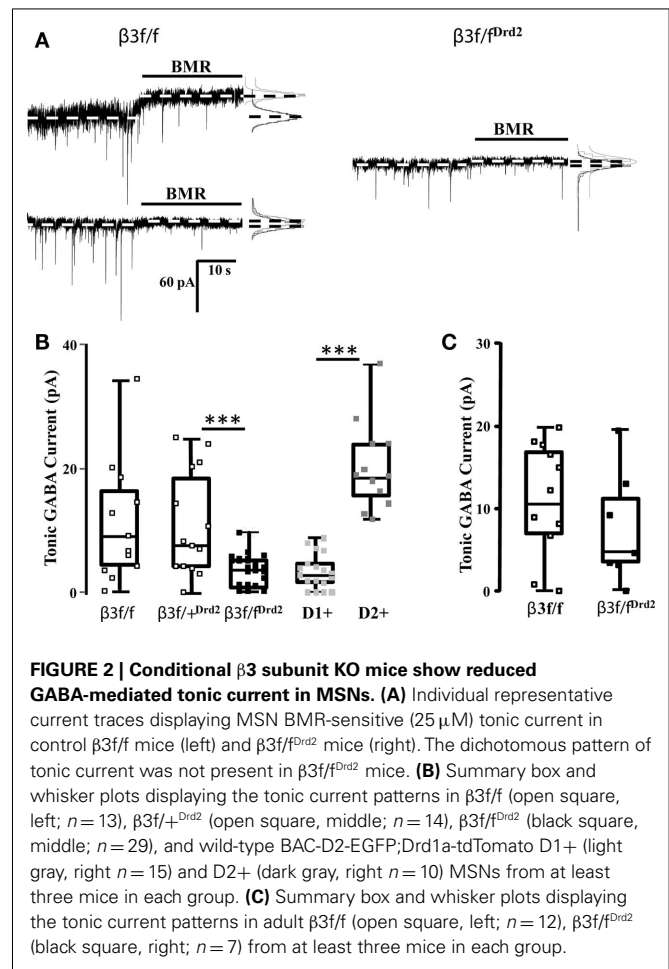 A
β3f/f
β3f/f^Drd2
BMR
BMR
BMR
10 s
60 pA
B
C
40
20
0
Tonic GABA Current (pA)
***
***
β3f/f
β3f/+^Drd2
β3f/f^Drd2
D1+
D2+
30
20
10
0
Tonic GABA Current (pA)
β3f/f
β3f/f^Drd2
FIGURE 2 | Conditional β3 subunit KO mice show reduced
GABA-mediated tonic current in MSNs. (A) Individual representative
current traces displaying MSN BMR-sensitive (25 μM) tonic current in
control β3f/f mice (left) and β3f/f^Drd2 mice (right). The dichotomous pattern of
tonic current was not present in β3f/f^Drd2 mice. (B) Summary box and
whisker plots displaying the tonic current patterns in β3f/f (open square,
left; n = 13), β3f/+^Drd2 (open square, middle; n = 14), β3f/f^Drd2 (black square,
middle; n = 29), and wild-type BAC-D2-EGFP;Drd1a-tdTomato D1+ (light
gray, right n = 15) and D2+ (dark gray, right n = 10) MSNs from at least
three mice in each group. (C) Summary box and whisker plots displaying
the tonic current patterns in adult β3f/f (open square, left; n = 12), β3f/f^Drd2
(black square, right; n = 7) from at least three mice in each group.